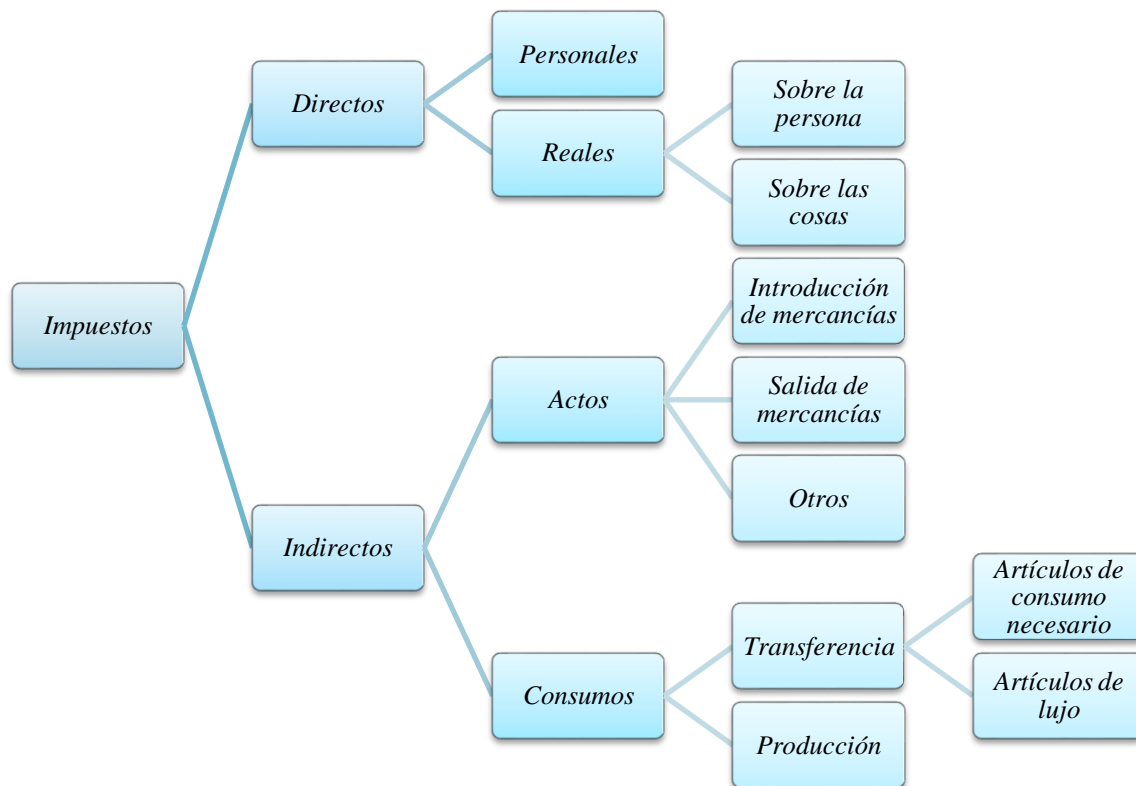 Personales
Directos
Sobre la
persona
Reales
Sobre las
cosas
Impuestos
Introducción
de mercancías
Actos
Salida de
mercancías
Otros
Indirectos
Artículos de
consumo
necesario
Transferencia
Consumos
Artículos de
lujo
Producción